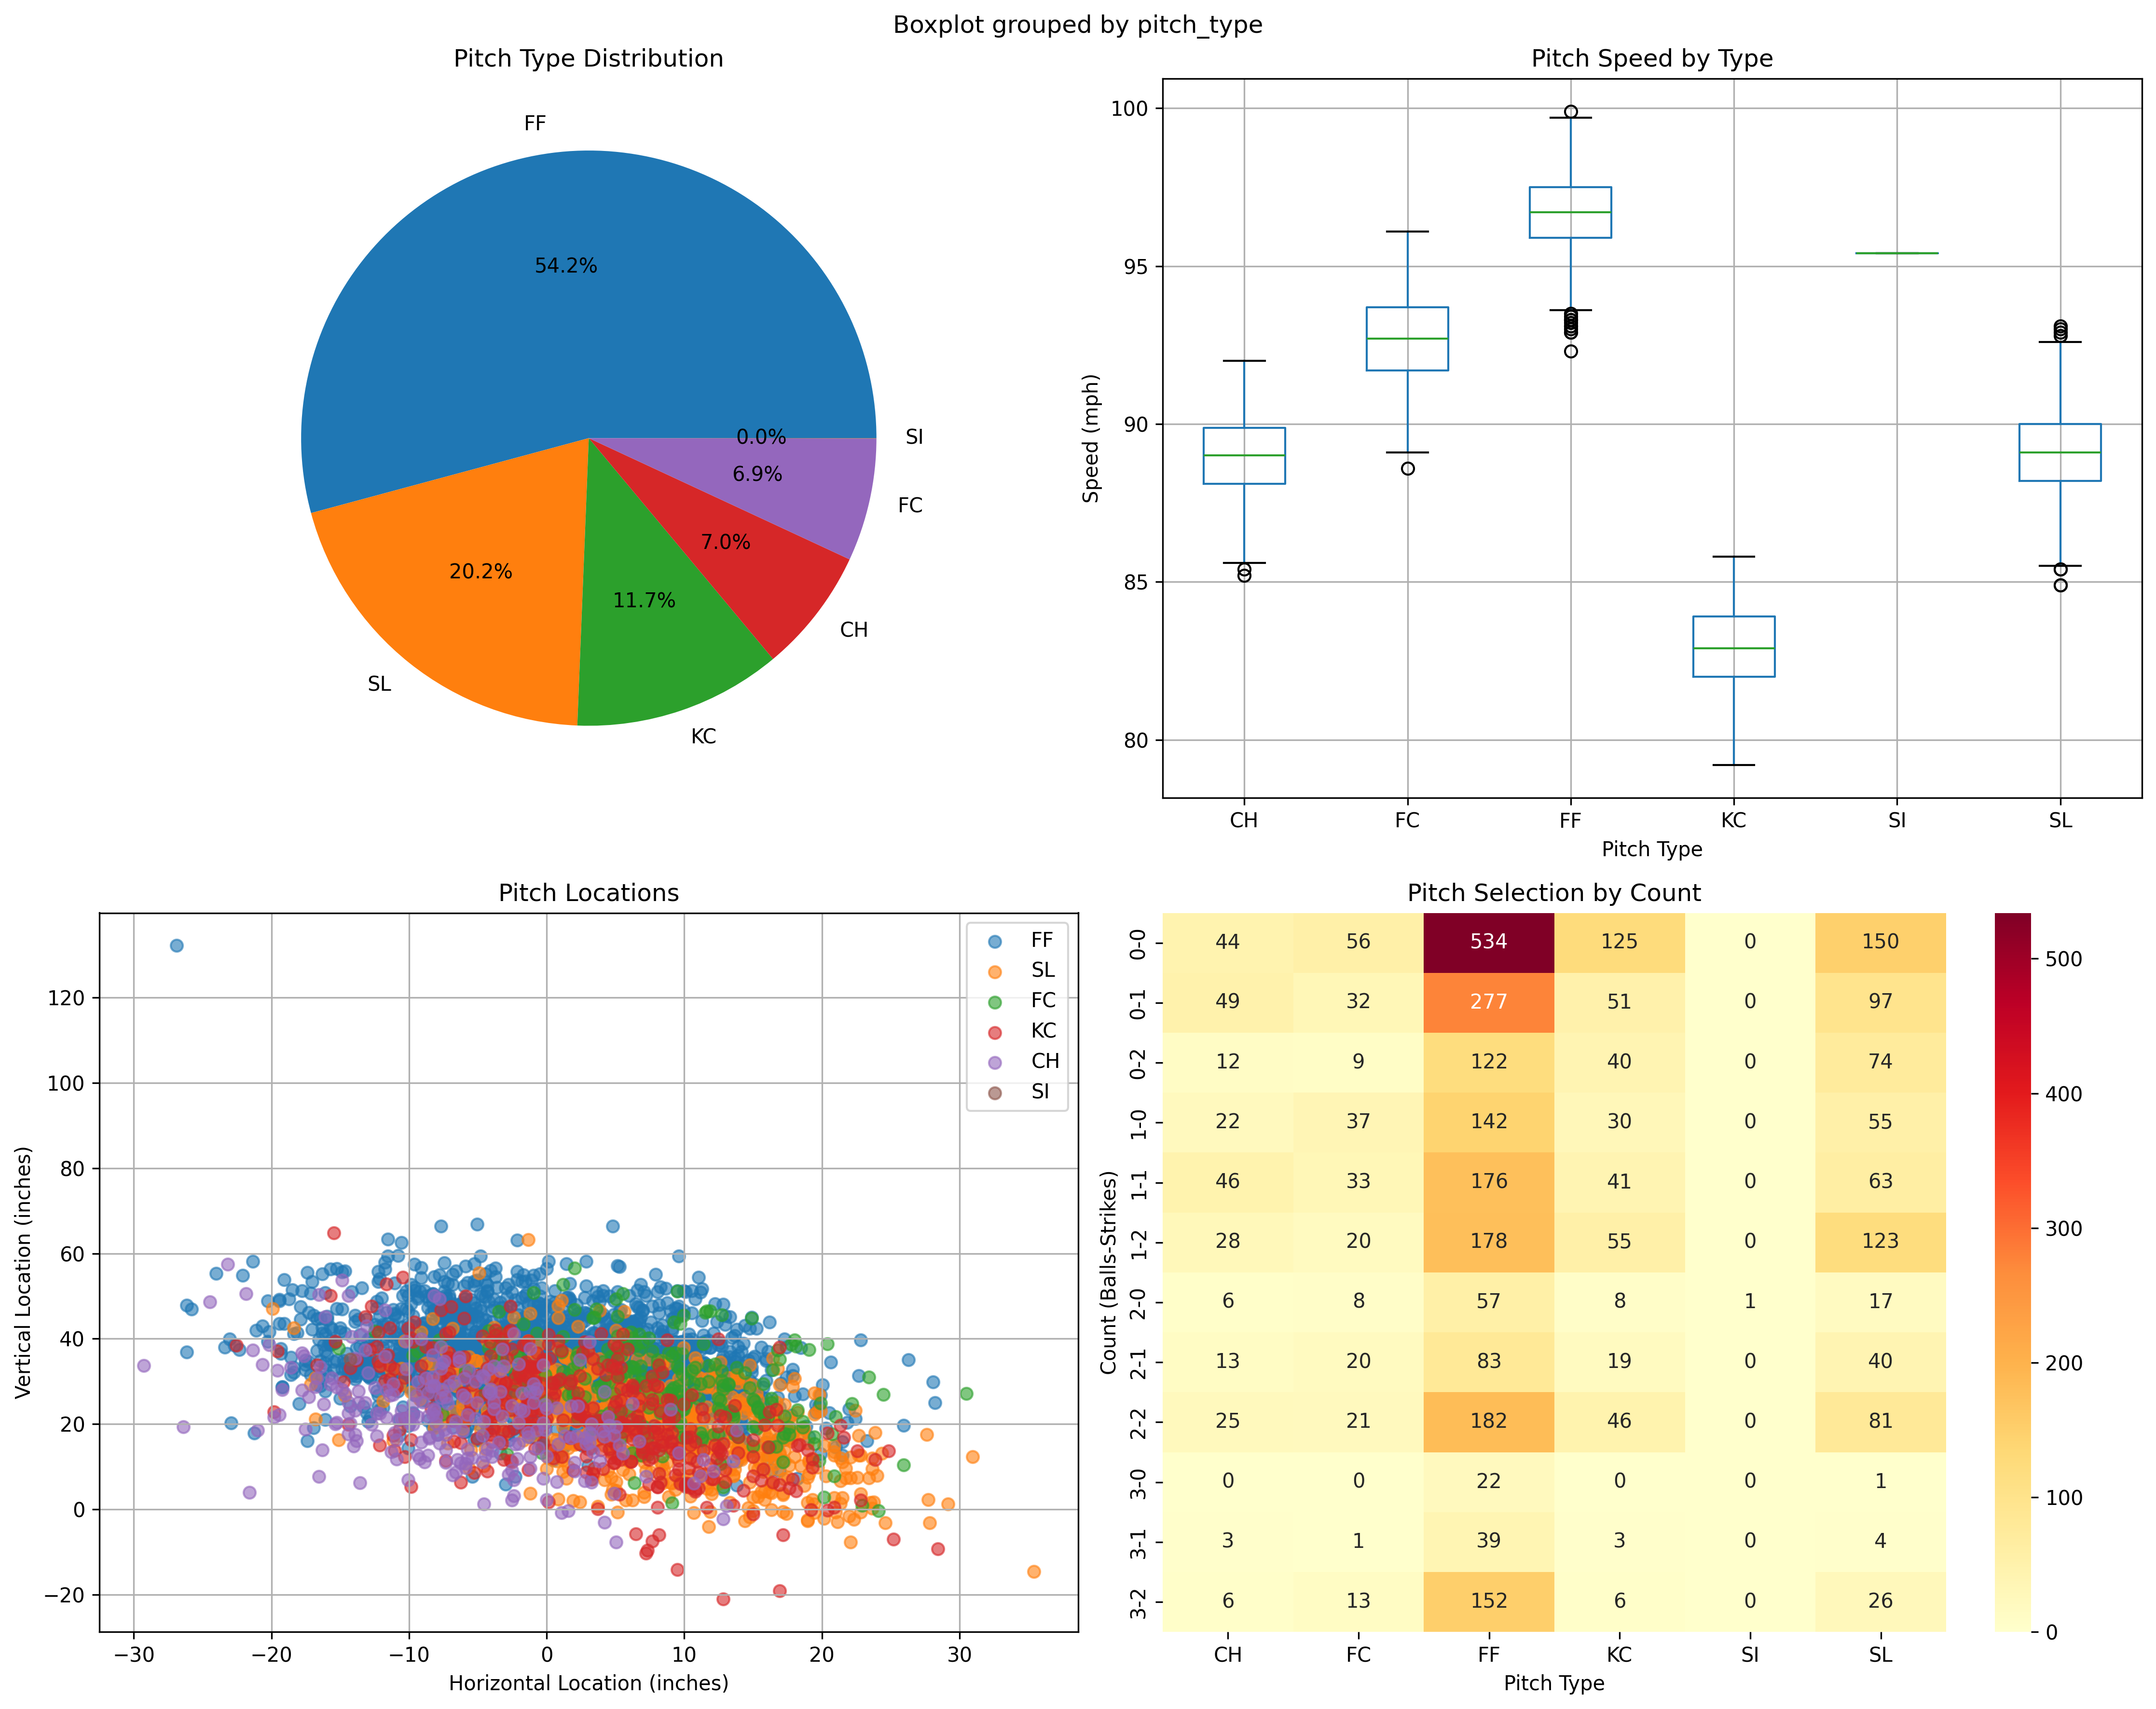 Boxplot grouped by pitch_type
Pitch Type Distribution
FF
54.2%
0.0%
SI
6.9%
FC
7.0%
CH
20.2%
11.7%
SL
KC
Pitch Speed by Type
Speed (mph)
100
95
90
85
80
CH FC FF KC SI SL
Pitch Type
Pitch Locations
Vertical Location (inches)
120
100
80
60
40
20
0
−20
FF
SL
FC
KC
CH
SI
−30 −20 −10 0 10 20 30
Horizontal Location (inches)
Pitch Selection by Count
Count (Balls-Strikes)
0-0 44 56 534 125 0 150
0-1 49 32 277 51 0 97
0-2 12 9 122 40 0 74
1-0 22 37 142 30 0 55
1-1 46 33 176 41 0 63
1-2 28 20 178 55 0 123
2-0 6 8 57 8 1 17
2-1 13 20 83 19 0 40
2-2 25 21 182 46 0 81
3-0 0 0 22 0 0 1
3-1 3 1 39 3 0 4
3-2 6 13 152 6 0 26
CH FC FF KC SI SL
Pitch Type
500
400
300
200
100
0